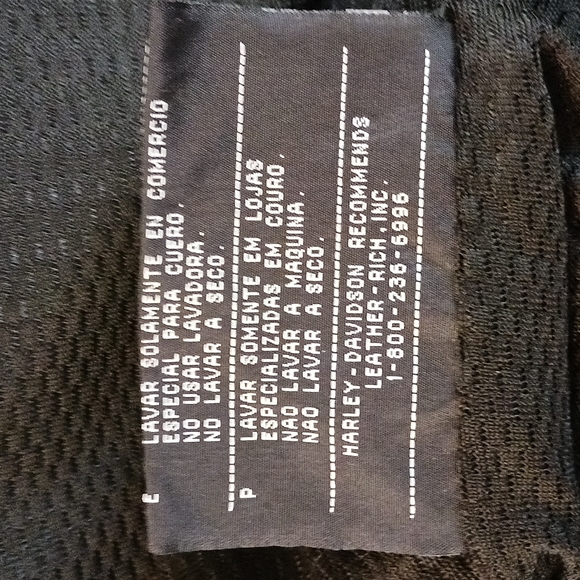 E LAVAR SOLAMENTE EN COMERCIO
ESPECIAL PARA CUERO.
NO USAR LAVADORA.
NO LAVAR A SECO.
P LAVAR SOMENTE EM LOJAS
ESPECIALIZADAS EM COURO.
NAO LAVAR A MAQUINA.
NAO LAVAR A SECO.
HARLEY-DAVIDSON RECOMMENDS
LEATHER-RICH, INC.
1-800-236-6996